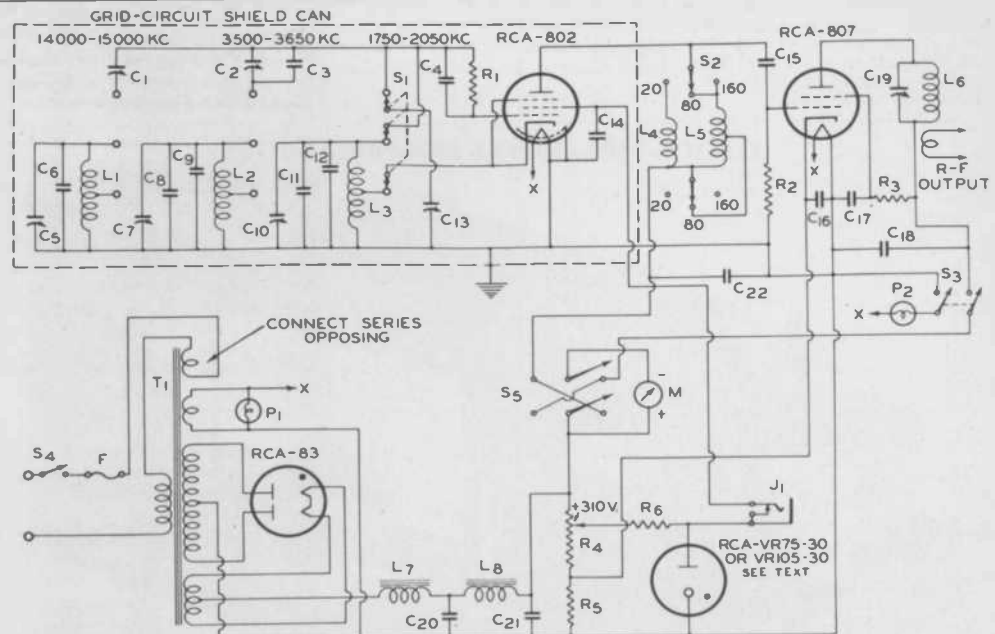 GRID-CIRCUIT SHIELD CAN
14000-15000 KC 3500-3650 KC 1750-2050 KC RCA-802 RCA-807
C1 C2 C3 S1 C4 R1 S2 C15 C19 L6
20 80 160
L4 L5
C14
R-F
OUTPUT
C6 L1 C8 C9 L2 C11 C12 L3 C13
C5 C7 C10
X X
R2 C16 C17 R3
20 80 160
C18
C22 S3
P2
X
CONNECT SERIES
OPPOSING
T1
X
P1
S5 M
-
+
RCA-83
S4 F
J1
+310V.
R6
R4
RCA-VR75-30
OR VR105-30
SEE TEXT
L7 L8
R5
C20 C21